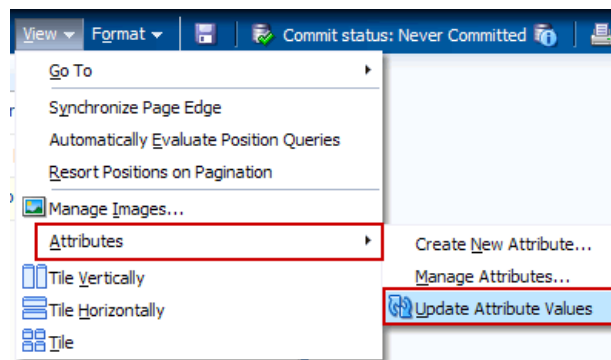 View Format Commit status: Never Committed
Go To
Synchronize Page Edge
Automatically Evaluate Position Queries
Resort Positions on Pagination
Manage Images...
Attributes
Create New Attribute...
Tile Vertically
Manage Attributes...
Tile Horizontally
Update Attribute Values
Tile